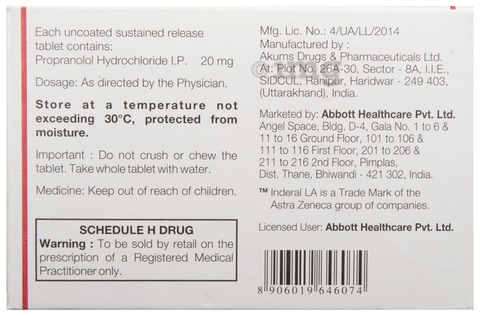 Each uncoated sustained release
tablet contains:
Propranolol Hydrochloride I.P. 20 mg
Dosage: As directed by the Physician.
Store at a temperature not
exceeding 30°C, protected from
moisture.
Important : Do not crush or chew the
tablet. Take whole tablet with water.
Medicine: Keep out of reach of children.
SCHEDULE H DRUG
Warning : To be sold by retail on the
prescription of a Registered Medical
Practitioner only.
Mfg. Lic. No.: 4/UA/LL/2014
Manufactured by :
Akums Drugs & Pharmaceuticals Ltd.
At: Plot No. 26A-30, Sector - 8A, I.I.E.,
SIDCUL, Ranipur, Haridwar - 249 403,
(Uttarakhand), India.
Marketed by: Abbott Healthcare Pvt. Ltd.
Angel Space, Bldg. D-4, Gala No. 1 to 6 &
11 to 16 Ground Floor, 101 to 106 &
111 to 116 First Floor, 201 to 206 &
211 to 216 2nd Floor, Pimplas,
Dist. Thane, Bhiwandi - 421 302, India.
™ Inderal LA is a Trade Mark of the
Astra Zeneca group of companies.
Licensed User: Abbott Healthcare Pvt. Ltd.
8 906019 646074